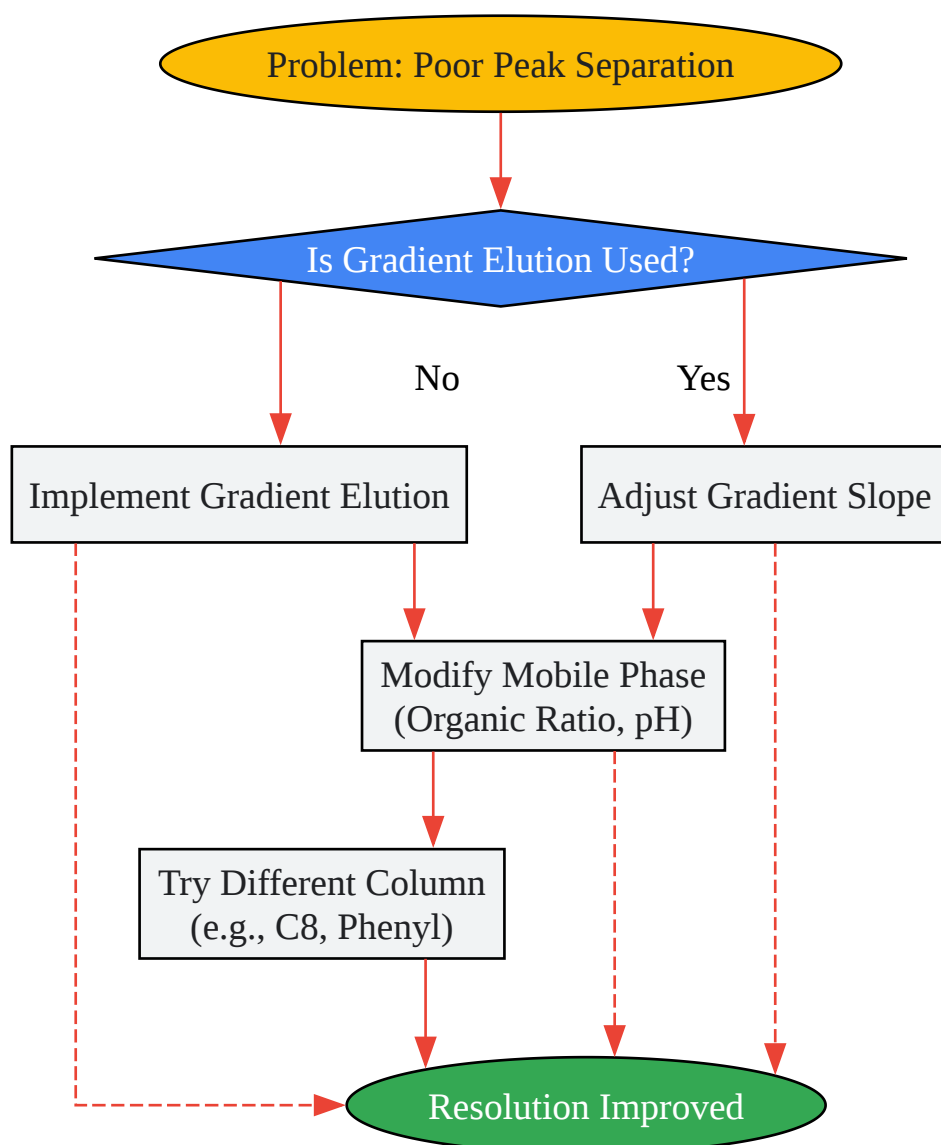 Problem: Poor Peak Separation
Is Gradient Elution Used?
No
Yes
Implement Gradient Elution
Adjust Gradient Slope
Modify Mobile Phase
(Organic Ratio, pH)
Try Different Column
(e.g., C8, Phenyl)
Resolution Improved